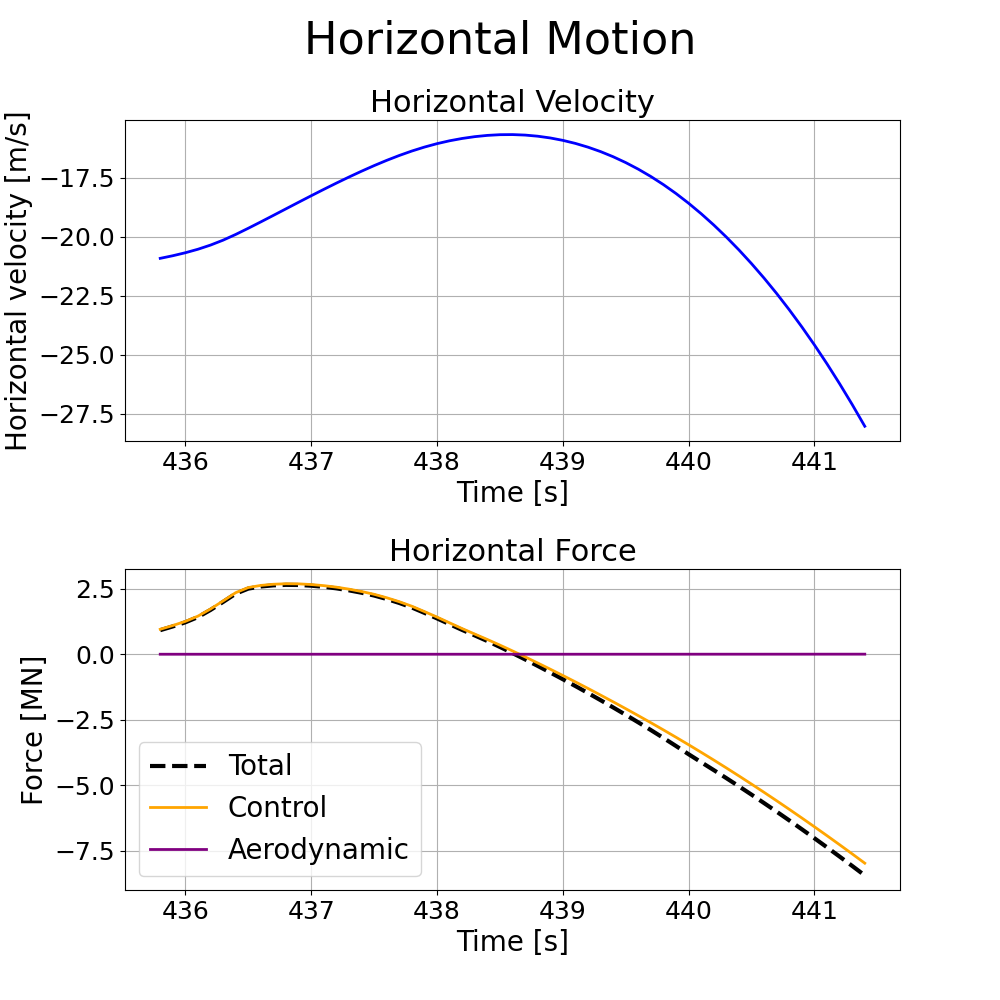 Horizontal Motion
Horizontal Velocity
Horizontal velocity [m/s]
−17.5
−20.0
−22.5
−25.0
−27.5
436 437 438 439 440 441
Time [s]
Horizontal Force
Force [MN]
2.5
0.0
−2.5
−5.0
−7.5
Total
Control
Aerodynamic
436 437 438 439 440 441
Time [s]